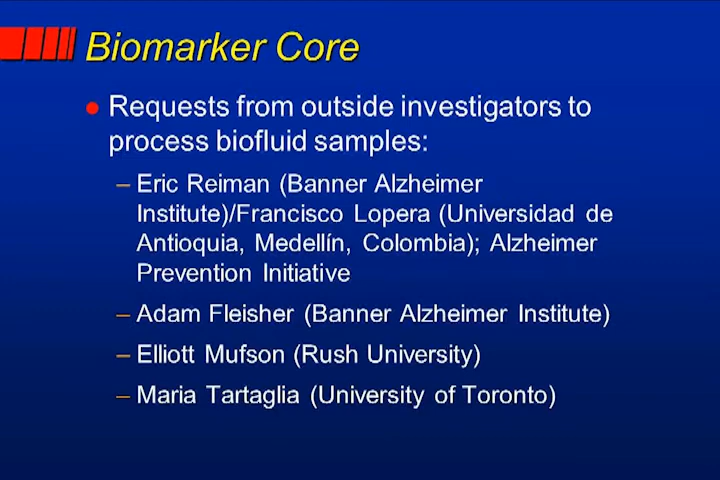 Biomarker Core
● Requests from outside investigators to
process biofluid samples:
– Eric Reiman (Banner Alzheimer
Institute)/Francisco Lopera (Universidad de
Antioquia, Medellín, Colombia); Alzheimer
Prevention Initiative
– Adam Fleisher (Banner Alzheimer Institute)
– Elliott Mufson (Rush University)
– Maria Tartaglia (University of Toronto)